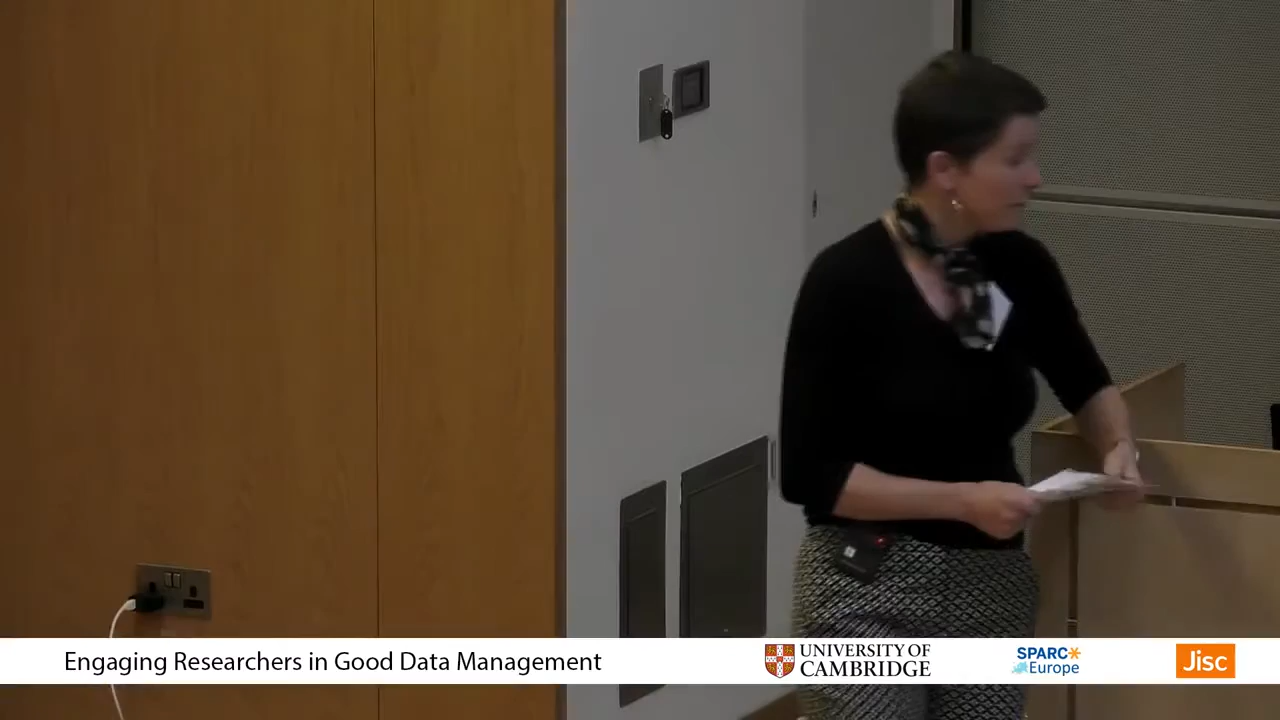 Engaging Researchers in Good Data Management
UNIVERSITY OF
CAMBRIDGE
SPARC*
Europe
Jisc